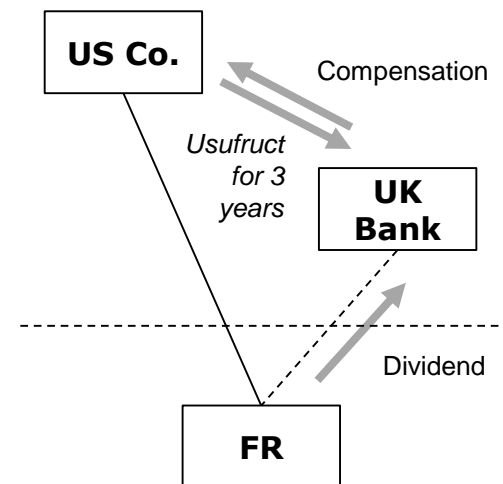 US Co.
Compensation
Usufruct
for 3
years
UK
Bank
Dividend
FR